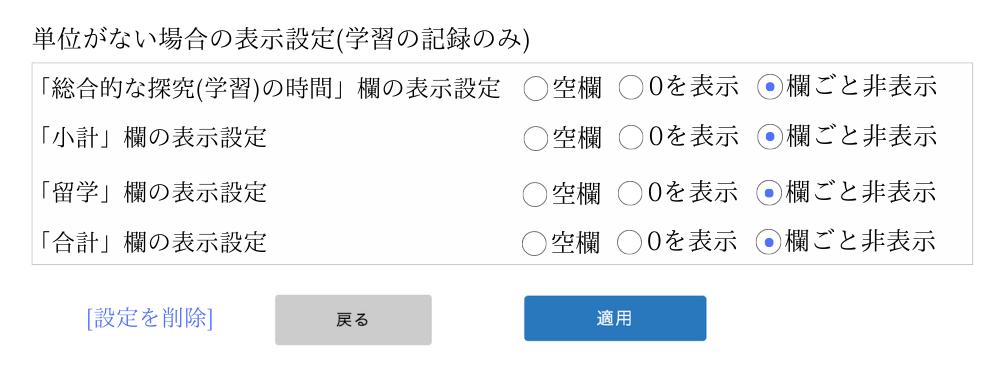 単位がない場合の表示設定(学習の記録のみ)
「総合的な探究(学習)の時間」欄の表示設定 空欄 0を表示 欄ごと非表示
「小計」欄の表示設定 空欄 0を表示 欄ごと非表示
「留学」欄の表示設定 空欄 0を表示 欄ごと非表示
「合計」欄の表示設定 空欄 0を表示 欄ごと非表示
[設定を削除] 戻る 適用